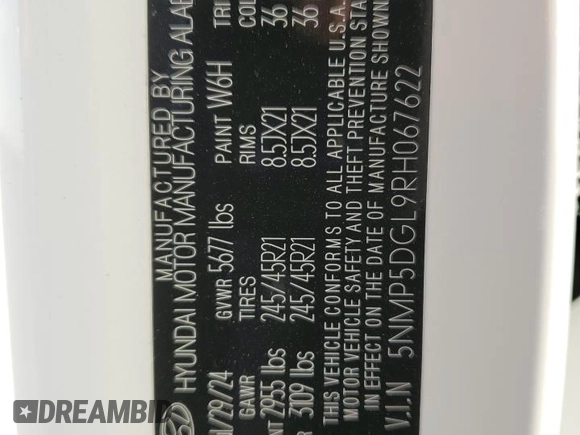 MANUFACTURED BY
HYUNDAI MOTOR MANUFACTURING
/29/24 GVWR 5677 lbs PAINT W6H
GAWR TIRES RIMS
2955 lbs 245/45R21 8.5JX21 36
3109 lbs 245/45R21 8.5JX21 36
THIS VEHICLE CONFORMS TO ALL APPLICABLE U.S.A.
MOTOR VEHICLE SAFETY AND THEFT PREVENTION
IN EFFECT ON THE DATE OF MANUFACTURE SHOWN
V.I.N 5NMP5DGL9RH067622
DREAMBID